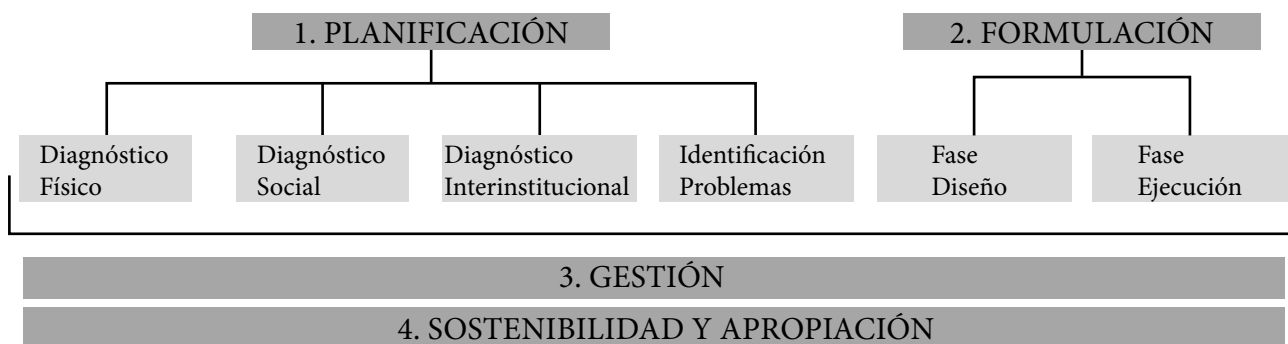 1. PLANIFICACIÓN
2. FORMULACIÓN
Diagnóstico
Físico
Diagnóstico
Social
Diagnóstico
Interinstitucional
Identificación
Problemas
Fase
Diseño
Fase
Ejecución
3. GESTIÓN
4. SOSTENIBILIDAD Y APROPIACIÓN